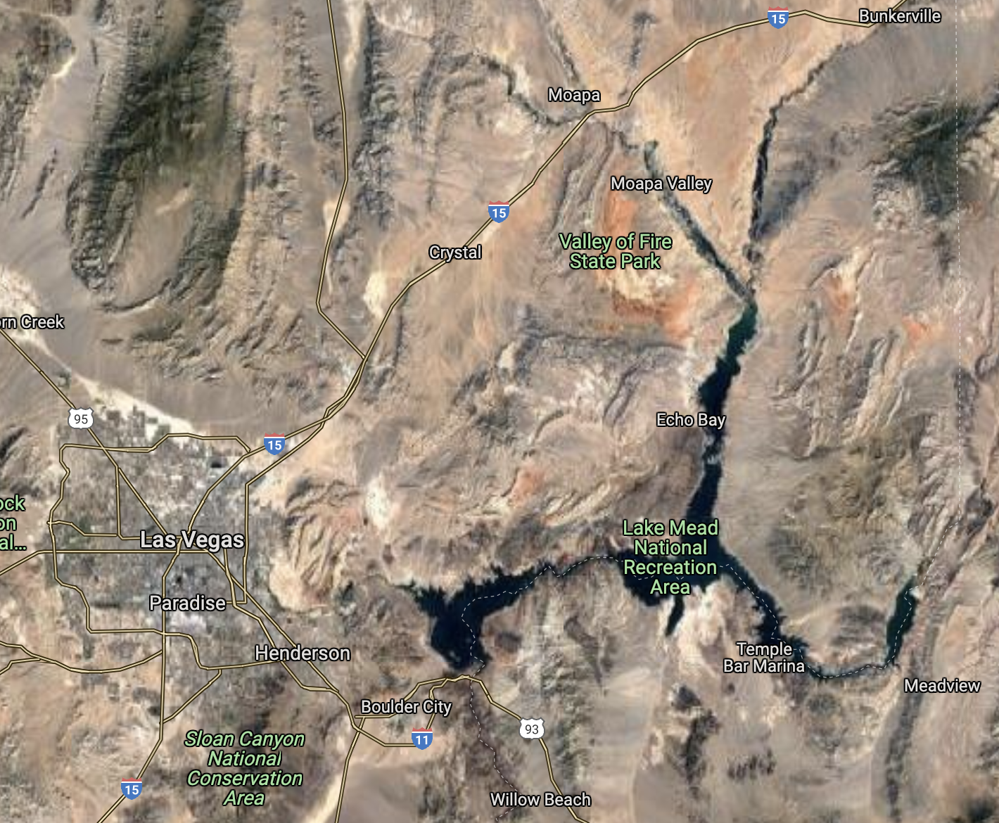 Bunkerville
15
Moapa
Moapa Valley
15
Valley of Fire
State Park
Crystal
orn Creek
95
Echo Bay
15
ock
on
al...
Lake Mead
National
Recreation
Area
Las Vegas
Paradise
Henderson
Temple
Bar Marina
Meadview
Boulder City
93
11
Sloan Canyon
National
Conservation
Area
15
Willow Beach